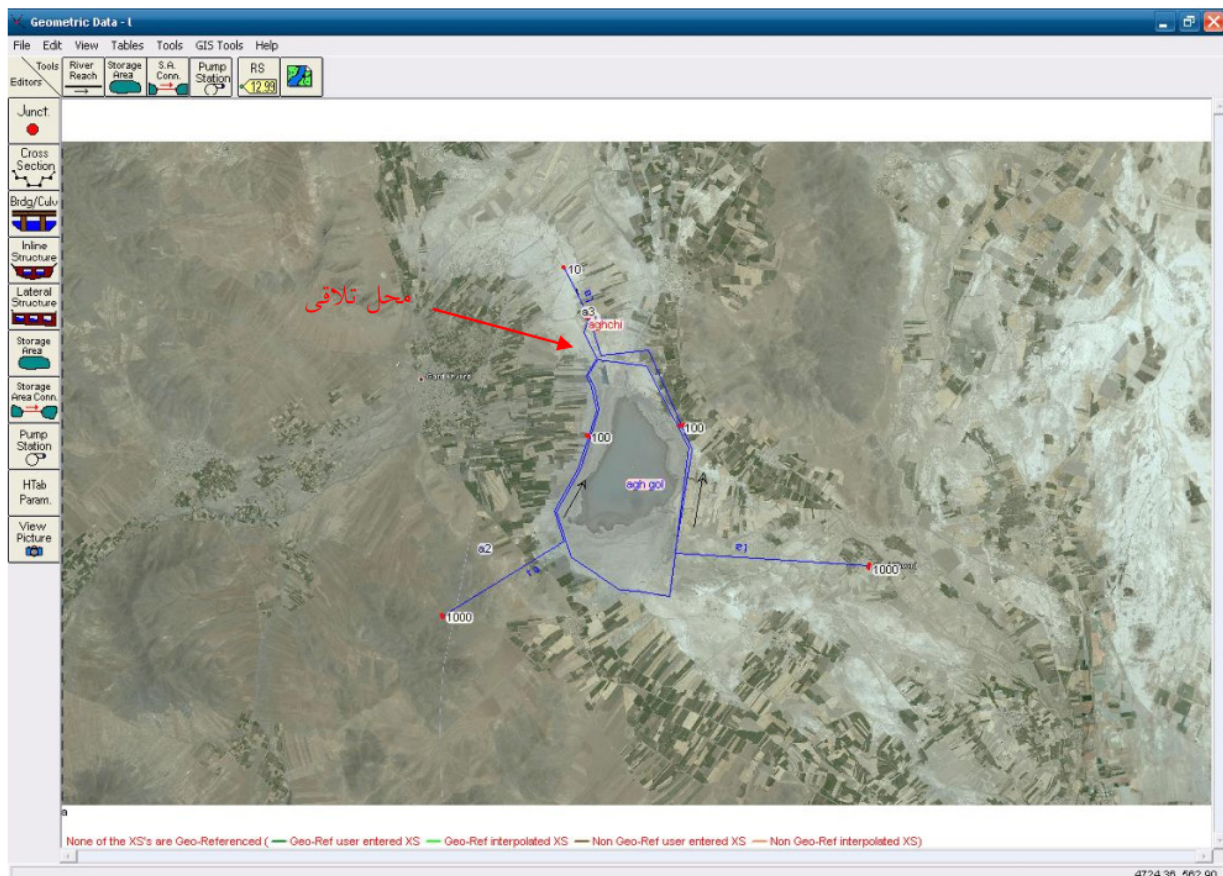 Geometric Data - l
File Edit View Tables Tools GIS Tools Help
Tools
Editors
River Reach
Storage Area
S.A. Conn.
Pump Station
RS
12.99
Junct.
Cross Section
Brdg/Culv
Inline Structure
Lateral Structure
Storage Area
Storage Area Conn.
Pump Station
HTab Param.
View Picture
محل تلاقی
10
a3
aghchi
100
100
agh gol
a2
1000
1000
a
None of the XS's are Geo-Referenced ( Geo-Ref user entered XS Geo-Ref interpolated XS Non Geo-Ref user entered XS Non Geo-Ref interpolated XS)
4724.36, 562.90